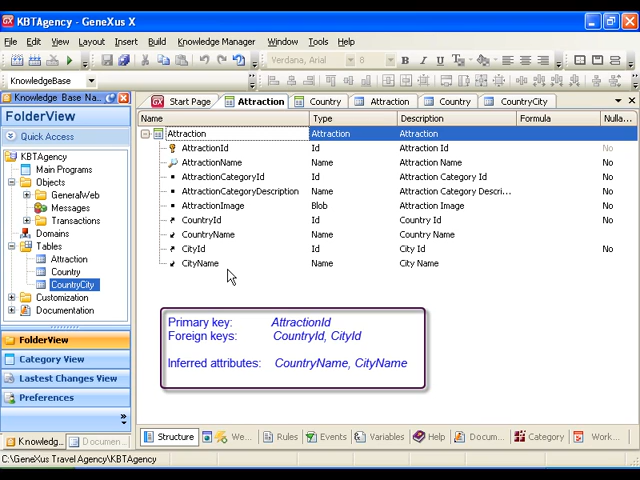 KBTAgency - GeneXus X
File Edit View Layout Insert Build Knowledge Manager Window Tools Help
Verdana, Arial 8
KnowledgeBase
Knowledge Base Na...
FolderView
Quick Access
KBTAgency
Main Programs
Objects
GeneralWeb
Messages
Transactions
Domains
Tables
Attraction
Country
CountryCity
Customization
Documentation
FolderView
Category View
Lastest Changes View
Preferences
Knowledg... Documen...
Start Page Attraction Country Attraction Country CountryCity
Name Type Description Formula Nulla...
Attraction Attraction Attraction
AttractionId Id Attraction Id No
AttractionName Name Attraction Name No
AttractionCategoryId Id Attraction Category Id No
AttractionCategoryDescription Name Attraction Category Descri...
AttractionImage Blob Attraction Image No
CountryId Id Country Id No
CountryName Name Country Name
CityId Id City Id No
CityName Name City Name
Primary key: AttractionId
Foreign keys: CountryId, CityId
Inferred attributes: CountryName, CityName
Structure We... Rules Events Variables Help Docum... Category Work...
C:\GeneXus Travel Agency\KBTAgency